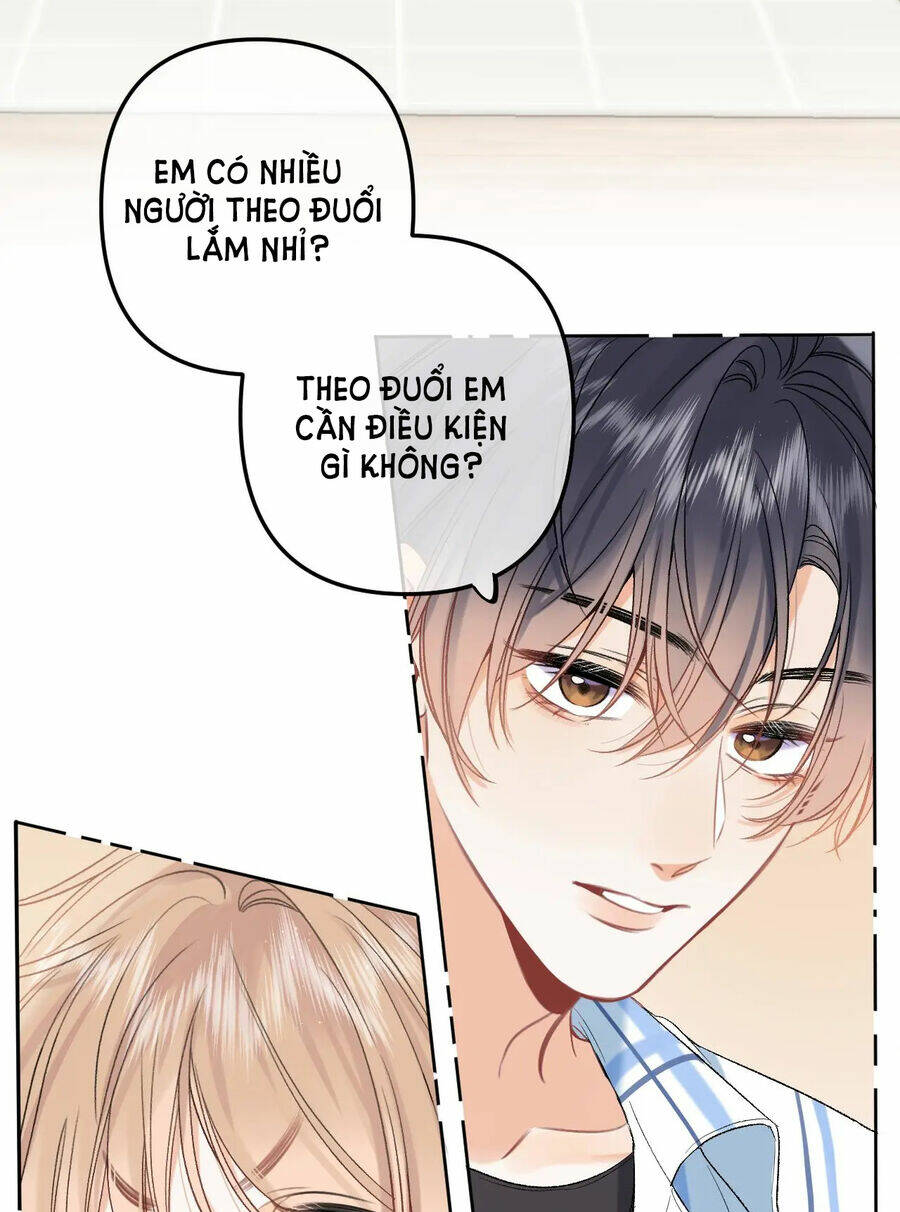 EM CÓ NHIỀU
NGƯỜI THEO ĐUỔI
LẮM NHỈ?
THEO ĐUỔI EM
CẦN ĐIỀU KIỆN
GÌ KHÔNG?